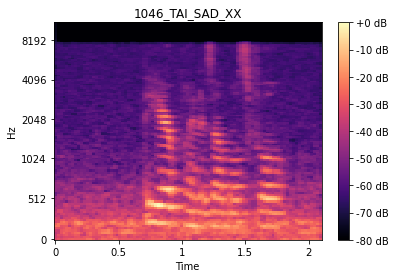 1046_TAI_SAD_XX
+0 dB
8192
-10 dB
4096
-20 dB
-30 dB
2048
Hz
-40 dB
1024
-50 dB
512
-60 dB
-70 dB
0
-80 dB
0 0.5 1 1.5 2
Time